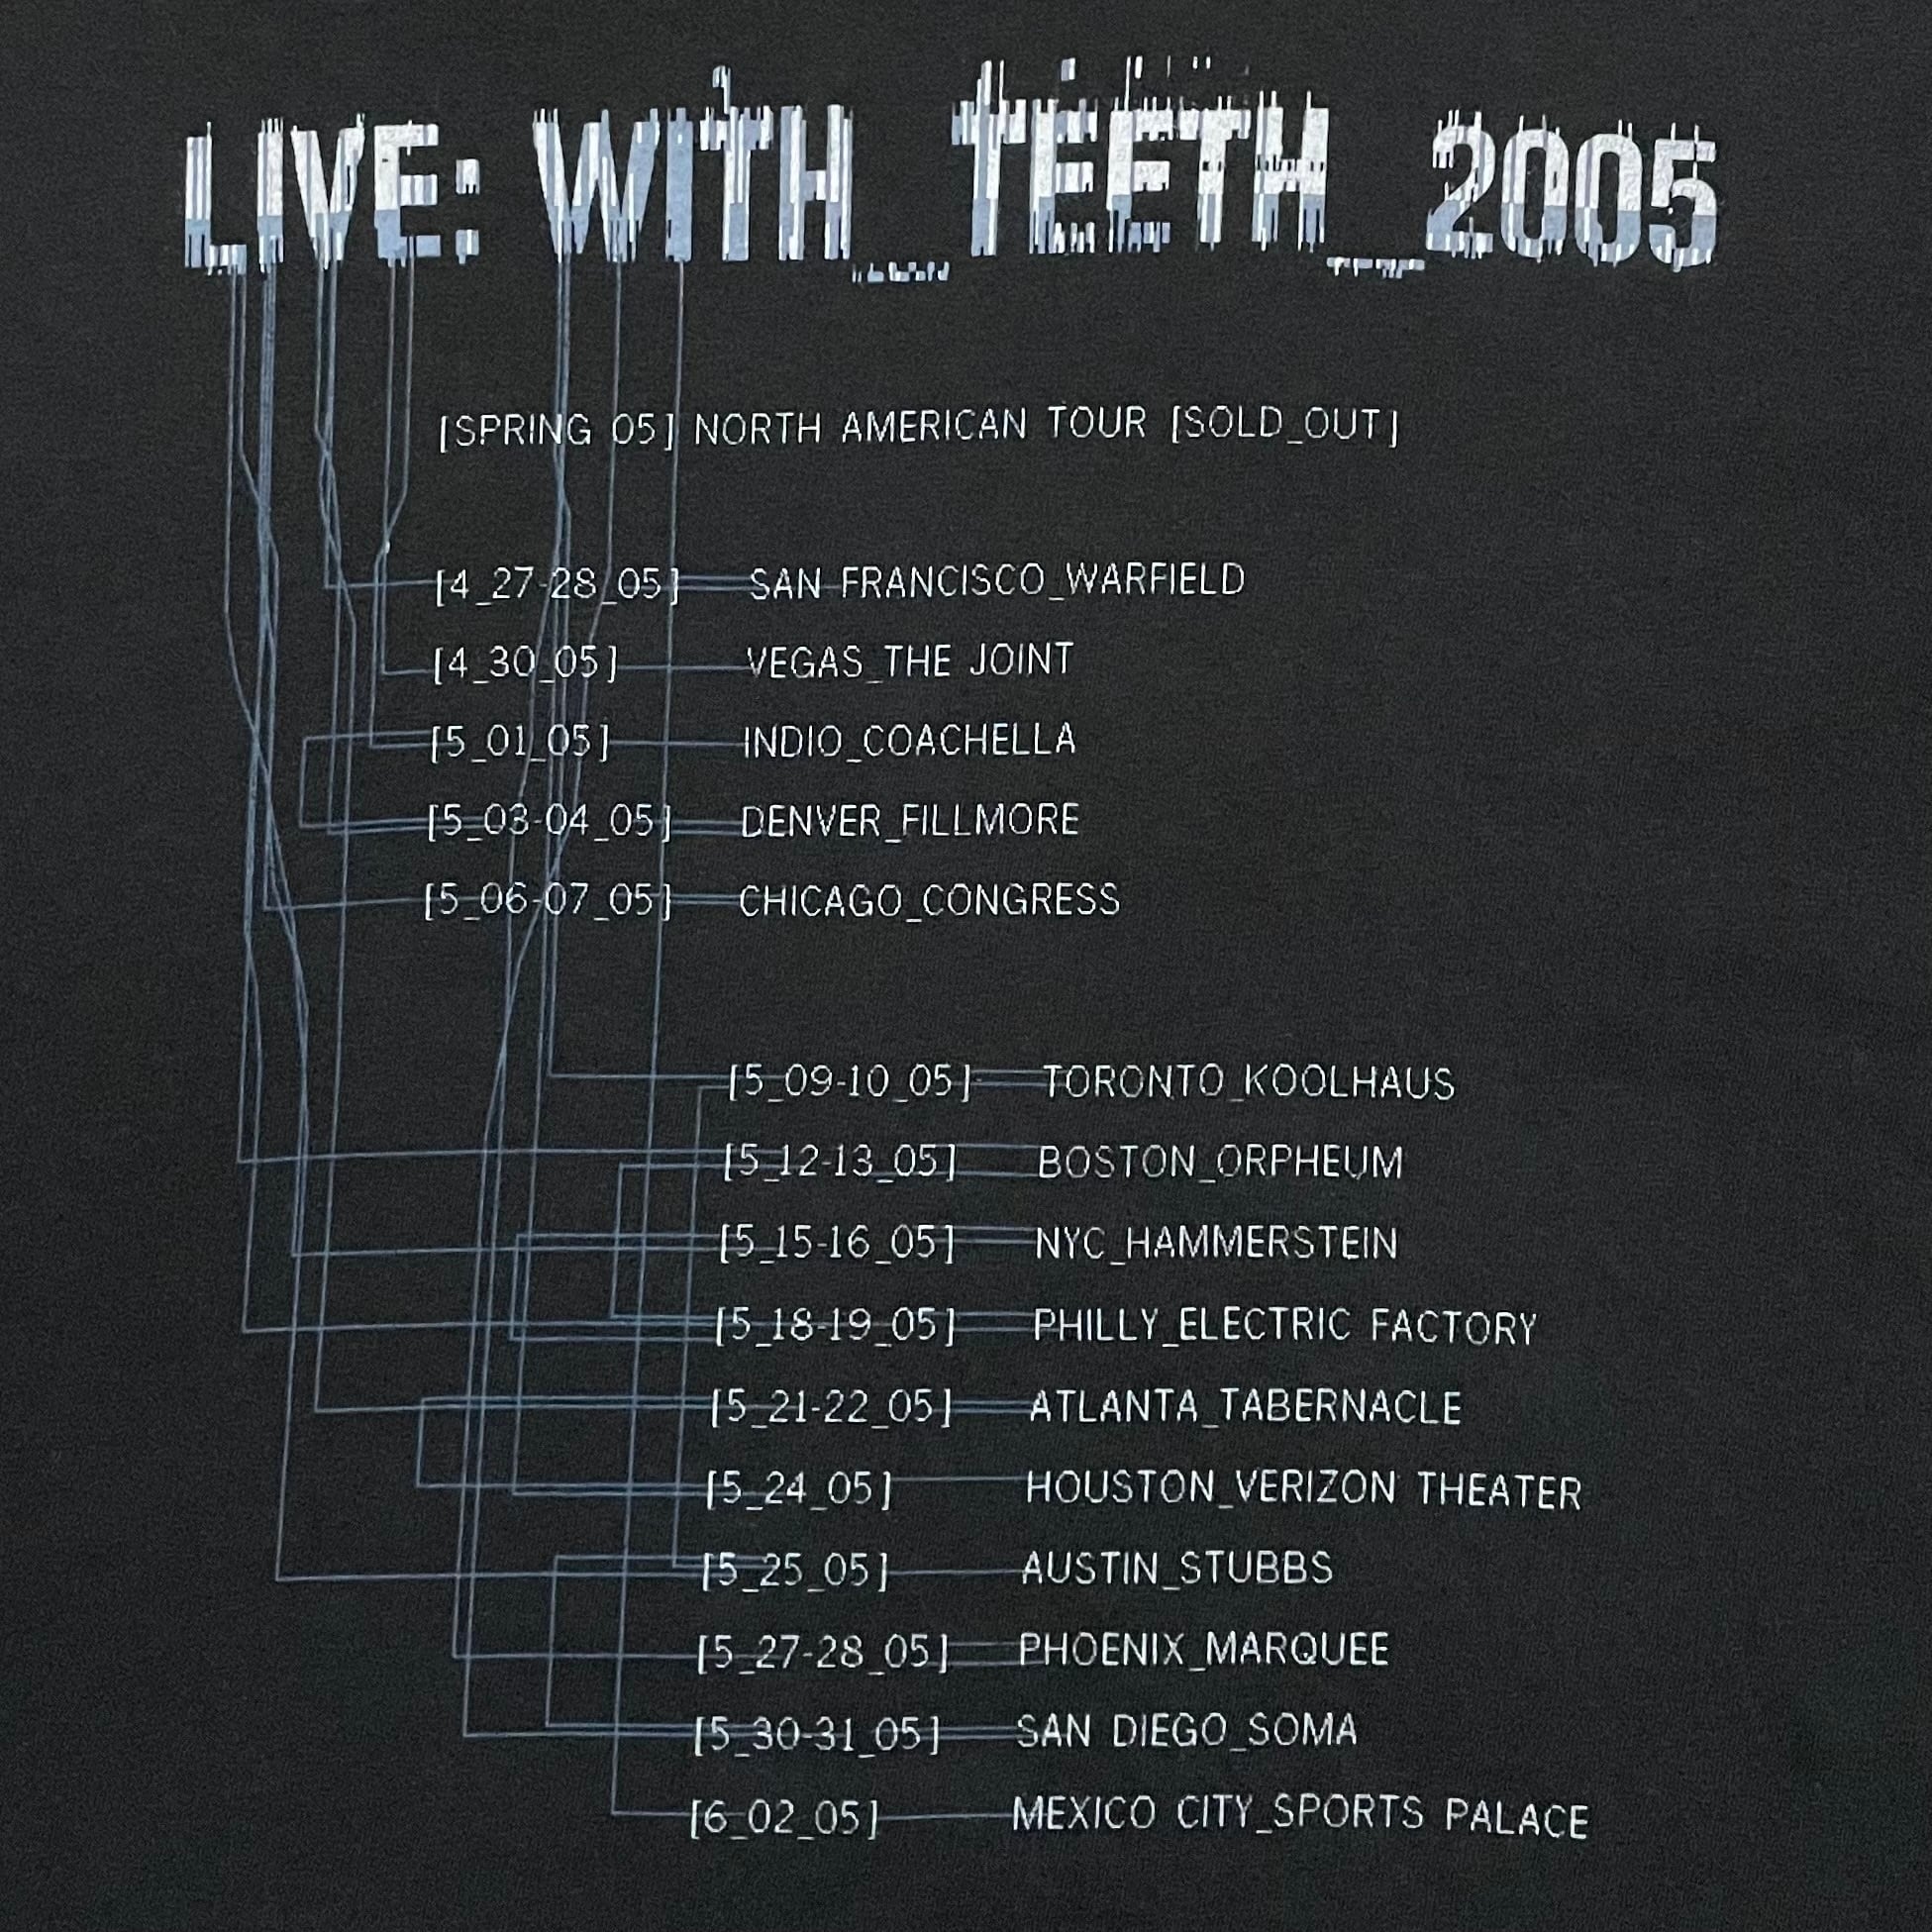 LIVE: WITH_TEETH_2005
[SPRING 05] NORTH AMERICAN TOUR [SOLD_OUT]
[4_27-28_05] SAN FRANCISCO_WARFIELD
[4_30_05] VEGAS_THE JOINT
[5_01_05] INDIO_COACHELLA
[5_03-04_05] DENVER_FILLMORE
[5_06-07_05] CHICAGO_CONGRESS
[5_09-10_05] TORONTO_KOOLHAUS
[5_12-13_05] BOSTON_ORPHEUM
[5_15-16_05] NYC_HAMMERSTEIN
[5_18-19_05] PHILLY_ELECTRIC FACTORY
[5_21-22_05] ATLANTA_TABERNACLE
[5_24_05] HOUSTON_VERIZON THEATER
[5_25_05] AUSTIN_STUBBS
[5_27-28_05] PHOENIX_MARQUEE
[5_30-31_05] SAN DIEGO_SOMA
[6_02_05] MEXICO CITY_SPORTS PALACE